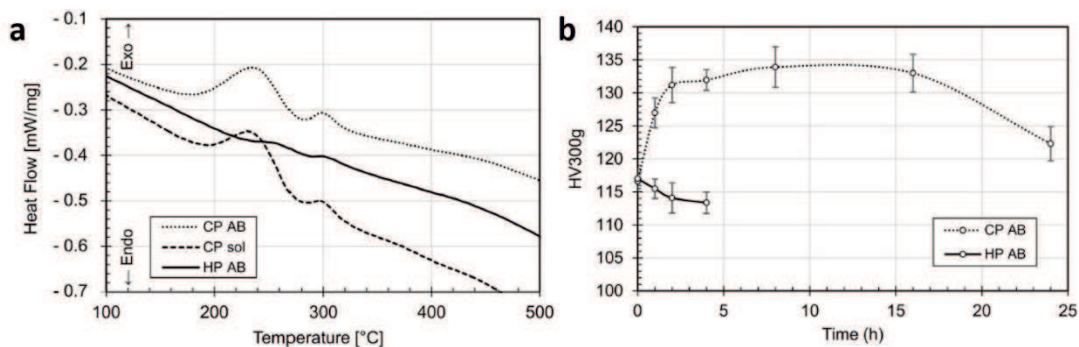 a
Heat Flow [mW/mg]
Exo →
← Endo
- 0.1
- 0.2
- 0.3
- 0.4
- 0.5
- 0.6
- 0.7
CP AB
CP sol
HP AB
100 200 300 400 500
Temperature [°C]
b
HV300g
140
135
130
125
120
115
110
105
100
CP AB
HP AB
0 5 10 15 20 25
Time (h)